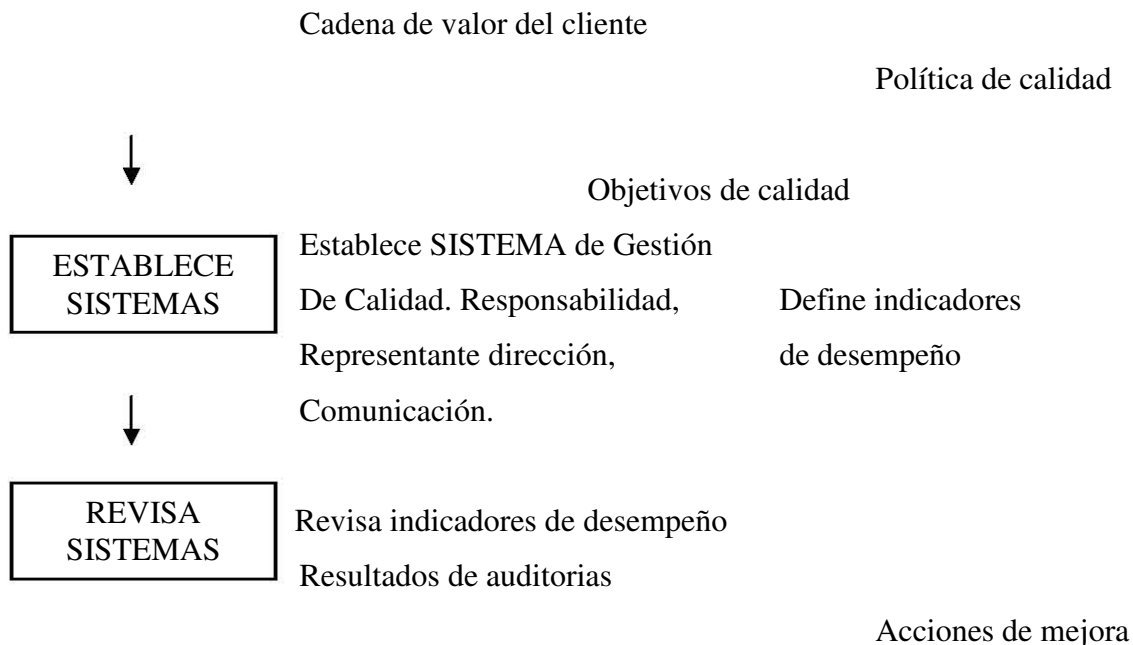 Cadena de valor del cliente
Política de calidad
Objetivos de calidad
ESTABLECE
SISTEMAS
Establece SISTEMA de Gestión
De Calidad. Responsabilidad,
Representante dirección,
Comunicación.
Define indicadores
de desempeño
REVISA
SISTEMAS
Revisa indicadores de desempeño
Resultados de auditorias
Acciones de mejora